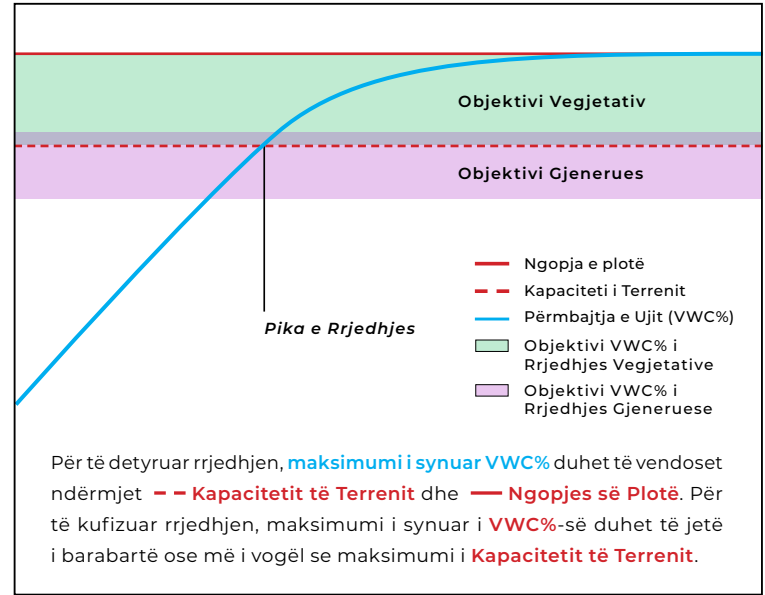 Objektivi Vegjetativ
Objektivi Gjenerues
Pika e Rrjedhjes
Ngopja e plotë
Kapaciteti i Terrenit
Përmbajtja e Ujit (VWC%)
Objektivi VWC% i
Rrjedhjes Vegjetative
Objektivi VWC% i
Rrjedhjes Gjeneruese
Për të detyruar rrjedhjen, maksimumi i synuar VWC% duhet të vendoset
ndërmjet Kapacitetit të Terrenit dhe Ngopjes së Plotë. Për
të kufizuar rrjedhjen, maksimumi i synuar i VWC%-së duhet të jetë
i barabartë ose më i vogël se maksimumi i Kapacitetit të Terrenit.